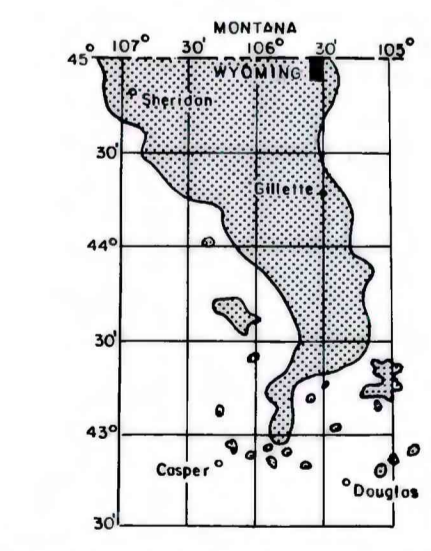 MONTANA
107° 30' 106° 30' 105°
45°
WYOMING
Sheridan
30'
Gillette
44°
30'
43°
Casper
Douglas
30'